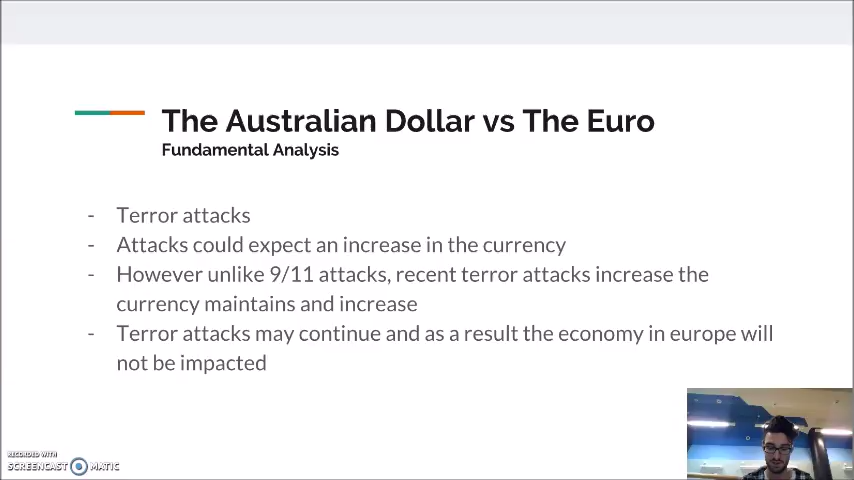 The Australian Dollar vs The Euro
Fundamental Analysis
- Terror attacks
- Attacks could expect an increase in the currency
- However unlike 9/11 attacks, recent terror attacks increase the
currency maintains and increase
- Terror attacks may continue and as a result the economy in europe will
not be impacted
RECORDED WITH
SCREENCAST MATIC